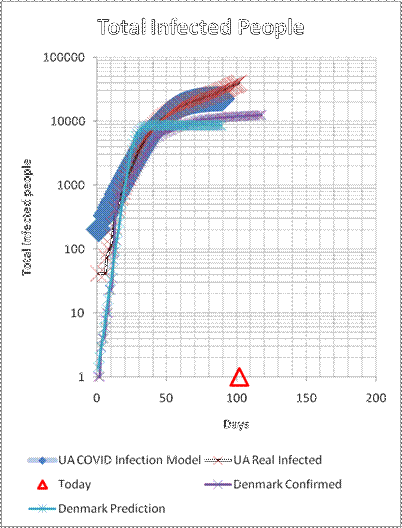 Total Infected People
100000
10000
1000
100
10
1
Total Infected people
0 50 100 150 200
Days
UA COVID Infection Model UA Real Infected
Today Denmark Confirmed
Denmark Prediction